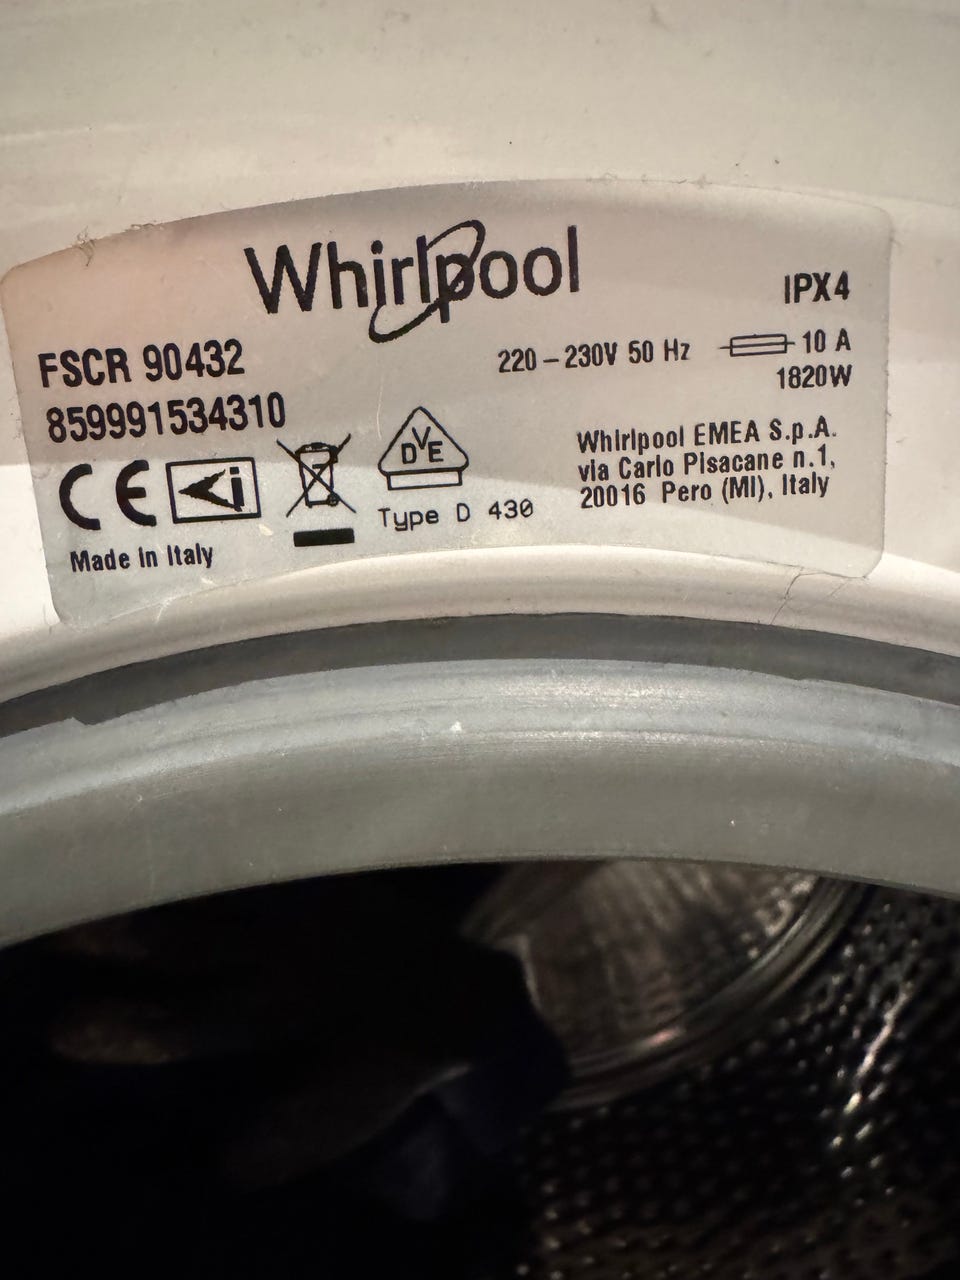 Whirlpool
IPX4
FSCR 90432
859991534310
220 – 230V 50 Hz 10 A
1820W
CE
DVE
Type D 430
Made in Italy
Whirlpool EMEA S.p.A.
via Carlo Pisacane n.1,
20016 Pero (MI), Italy